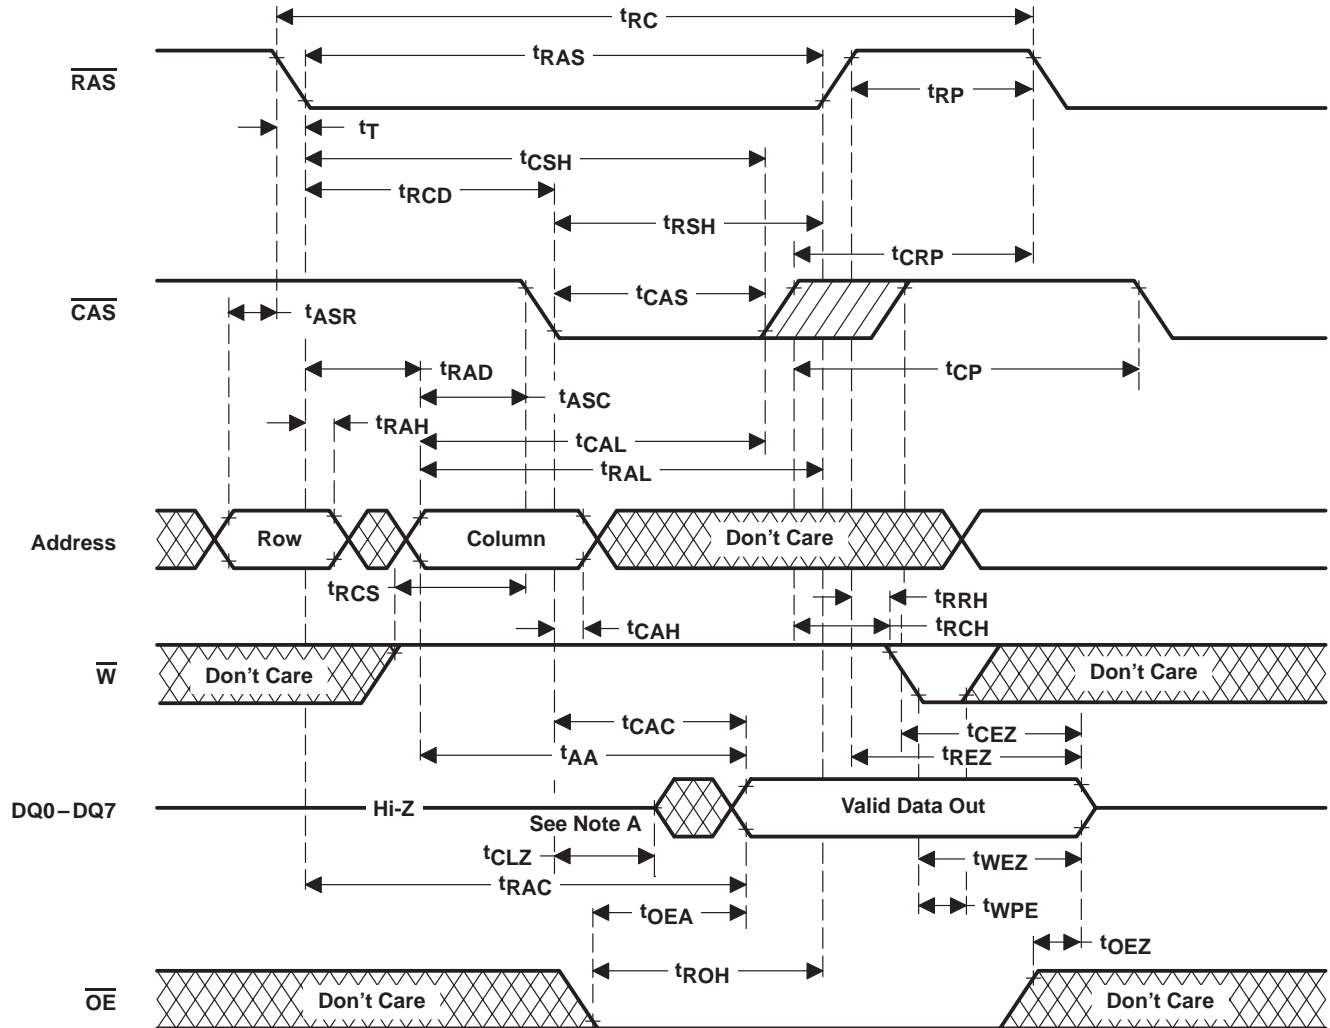 tRC
RAS
tRAS
tRP
tT
tCSH
tRCD
tRSH
tCRP
CAS
tCAS
tASR
tRAD
tCP
tASC
tRAH
tCAL
tRAL
Address
Row
Column
Don't Care
tRCS
tRRH
tCAH
tRCH
W
Don't Care
Don't Care
tCAC
tCEZ
tAA
tREZ
DQ0–DQ7
Hi-Z
Valid Data Out
See Note A
tCLZ
tWEZ
tRAC
tOEA
tWPE
tOEZ
tROH
OE
Don't Care
Don't Care